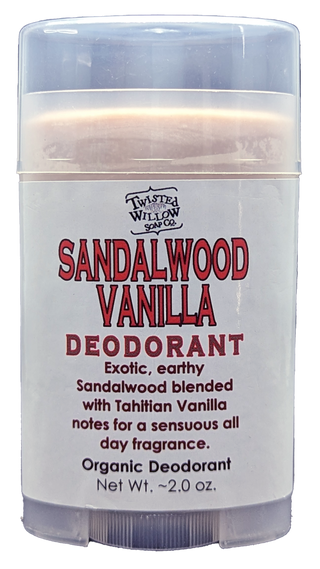 TWISTED
WILLOW
SOAP CO.
SANDALWOOD
VANILLA
DEODORANT
Exotic, earthy
Sandalwood blended
with Tahitian Vanilla
notes for a sensuous all
day fragrance.
Organic Deodorant
Net Wt. ~2.0 oz.